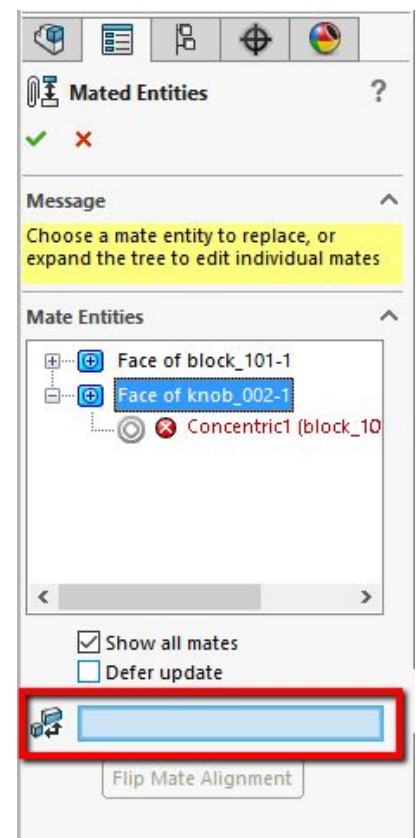 Mated Entities ?
Message
Choose a mate entity to replace, or
expand the tree to edit individual mates
Mate Entities
Face of block_101-1
Face of knob_002-1
Concentric1 (block_10
Show all mates
Defer update
Flip Mate Alignment